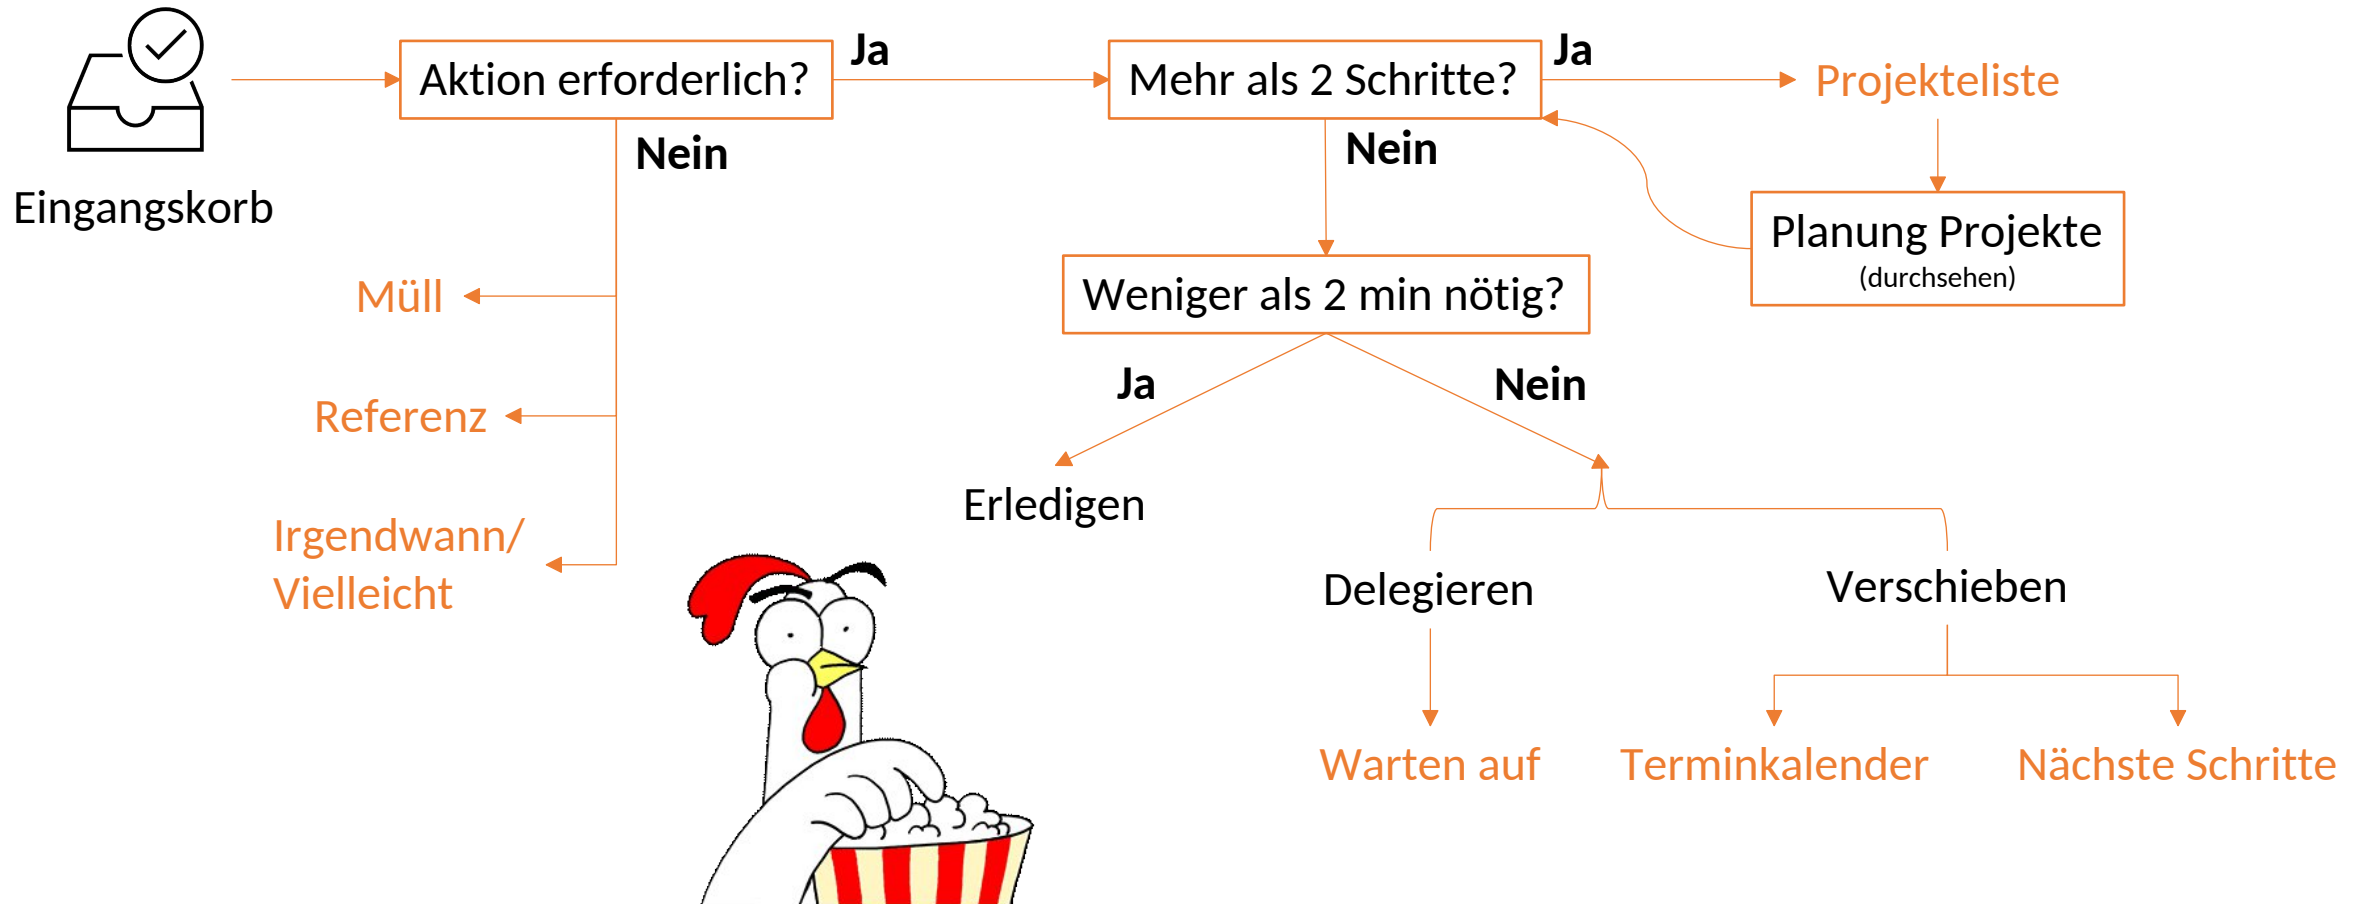 Eingangskorb
Aktion erforderlich?
Ja
Mehr als 2 Schritte?
Ja
Projekteliste
Nein
Nein
Planung Projekte
(durchsehen)
Müll
Weniger als 2 min nötig?
Ja
Nein
Referenz
Erledigen
Irgendwann/
Vielleicht
Delegieren
Verschieben
Warten auf
Terminkalender
Nächste Schritte